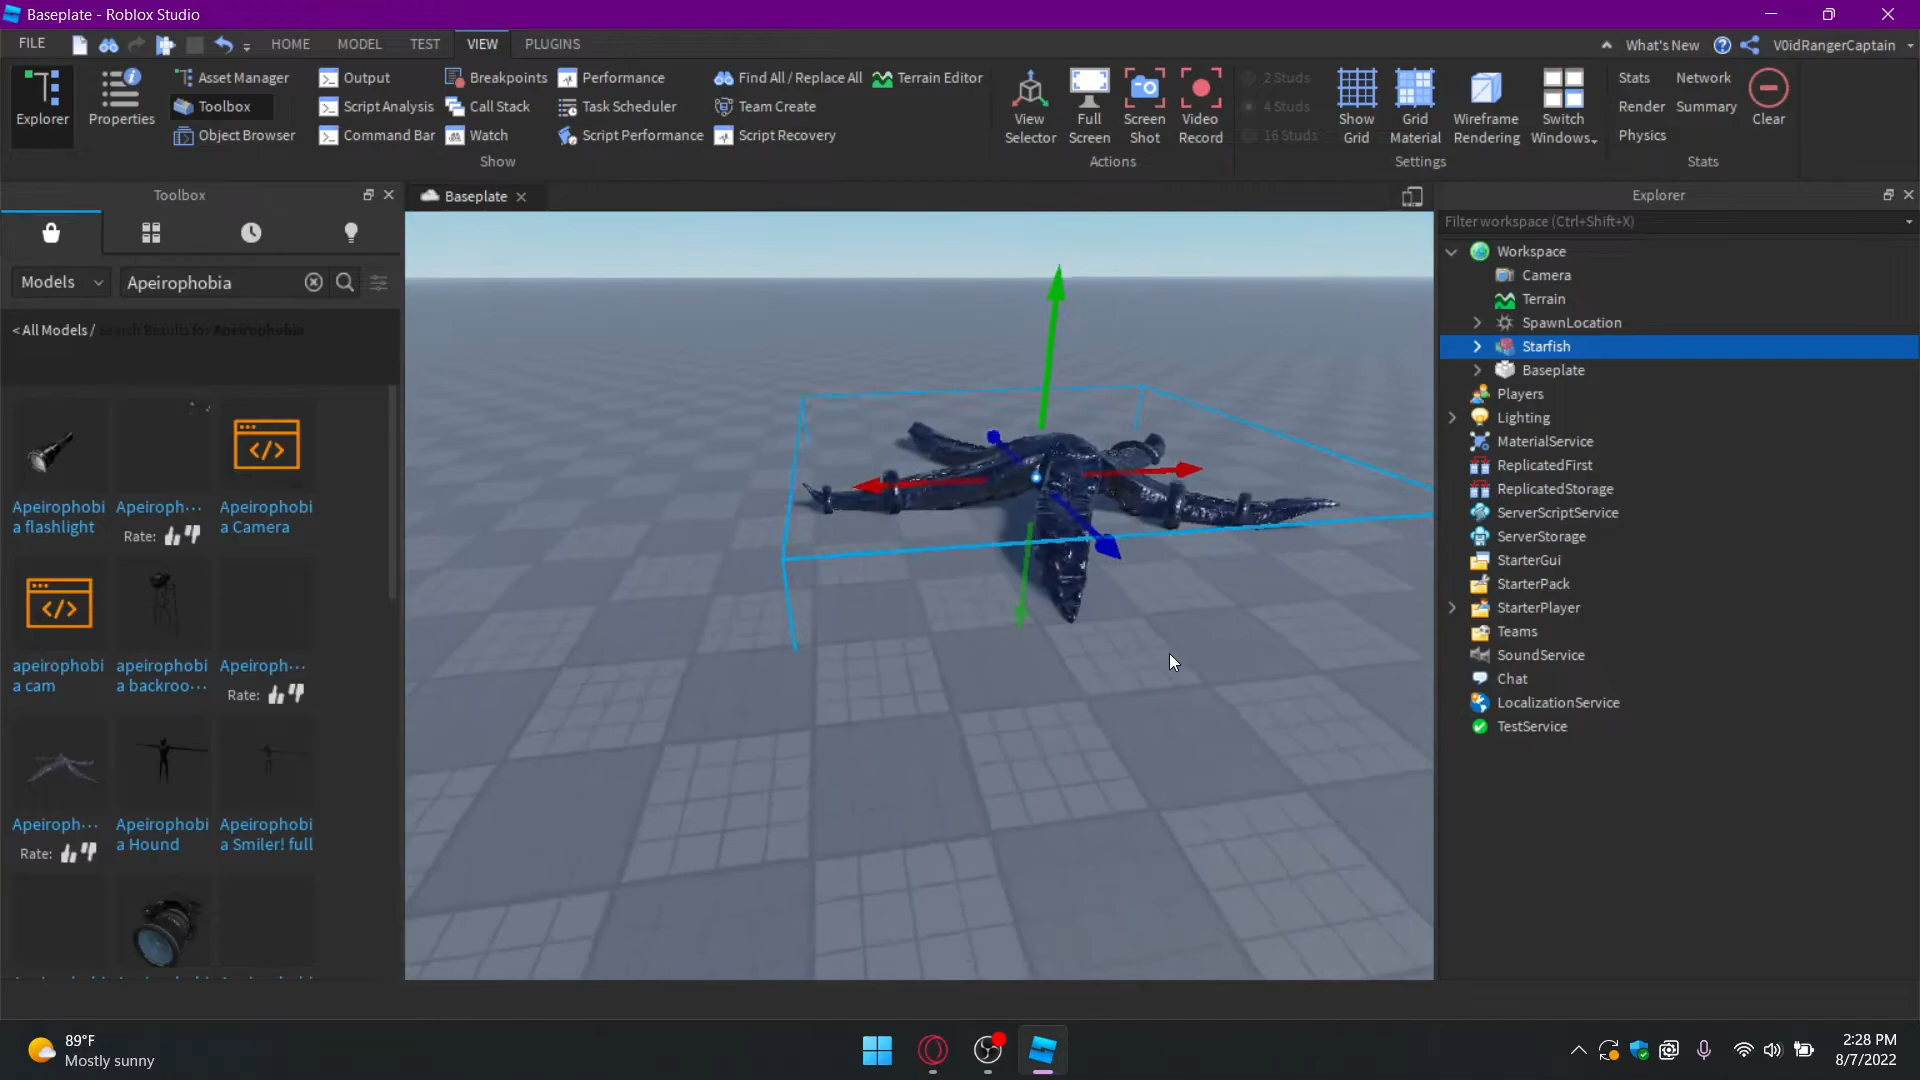 Baseplate - Roblox Studio
FILE HOME MODEL TEST VIEW PLUGINS What's New V0idRangerCaptain
Explorer
Properties
Asset Manager
Toolbox
Object Browser
Output
Script Analysis
Command Bar
Breakpoints
Call Stack
Watch
Performance
Task Scheduler
Script Performance
Find All / Replace All
Team Create
Script Recovery
Terrain Editor
Show
View
Selector
Full
Screen
Screen
Shot
Video
Record
Actions
2 Studs
4 Studs
16 Studs
Show
Grid
Grid
Material
Wireframe
Rendering
Switch
Windows
Settings
Stats Network
Render Summary
Physics
Clear
Stats
Toolbox
Models
Apeirophobia
< All Models / Search Results for Apeirophobia
Apeirophobi
a flashlight
Apeiroph...
Rate:
Apeirophobi
a Camera
apeirophobi
a cam
apeirophobi
a backroo...
Apeiroph...
Rate:
Apeiroph...
Rate:
Apeirophobi
a Hound
Apeirophobi
a Smiler! full
Baseplate
Explorer
Filter workspace (Ctrl+Shift+X)
Workspace
Camera
Terrain
SpawnLocation
Starfish
Baseplate
Players
Lighting
MaterialService
ReplicatedFirst
ReplicatedStorage
ServerScriptService
ServerStorage
StarterGui
StarterPack
StarterPlayer
Teams
SoundService
Chat
LocalizationService
TestService
89°F
Mostly sunny
2:28 PM
8/7/2022